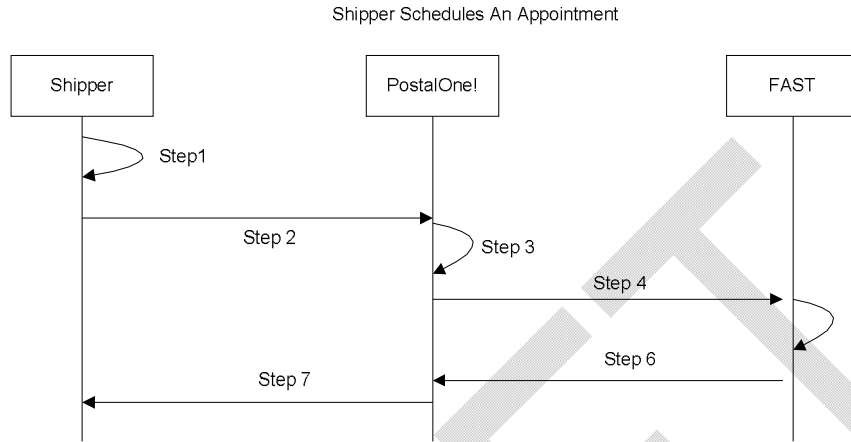 Shipper Schedules An Appointment
Shipper
PostalOne!
FAST
Step1
Step 2
Step 3
Step 4
Step 6
Step 7